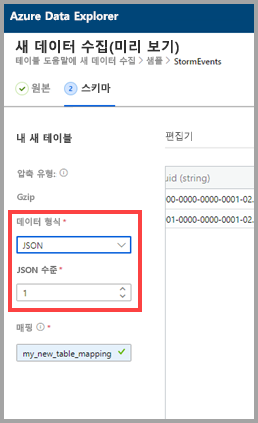 Azure Data Explorer
새 데이터 수집(미리 보기)
테이블 도움말에 새 데이터 수집 > 샘플 > StormEvents
원본
2 스키마
내 새 테이블
편집기
압축 유형:
uid (string)
Gzip
00-0000-0000-0001-02.
01-0000-0000-0001-02.
데이터 형식 *
JSON
JSON 수준 *
1
매핑 *
my_new_table_mapping